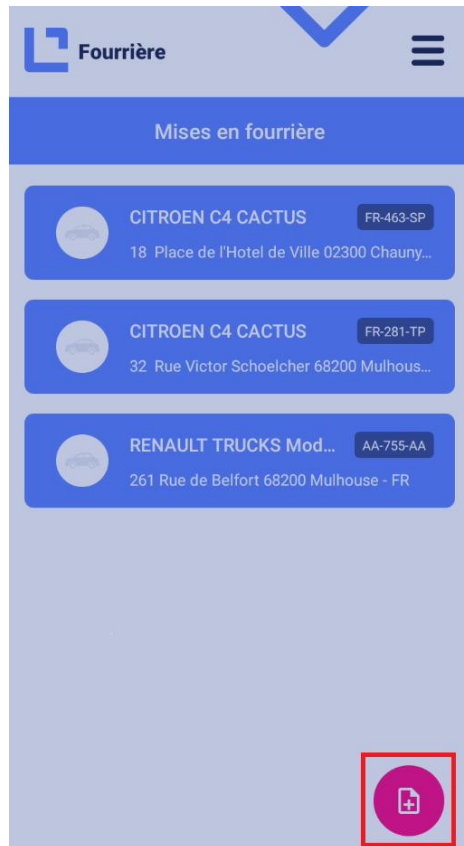 Fourrière
Mises en fourrière
CITROEN C4 CACTUS FR-463-SP
18 Place de l'Hotel de Ville 02300 Chauny...
CITROEN C4 CACTUS FR-281-TP
32 Rue Victor Schoelcher 68200 Mulhous...
RENAULT TRUCKS Mod... AA-755-AA
261 Rue de Belfort 68200 Mulhouse - FR